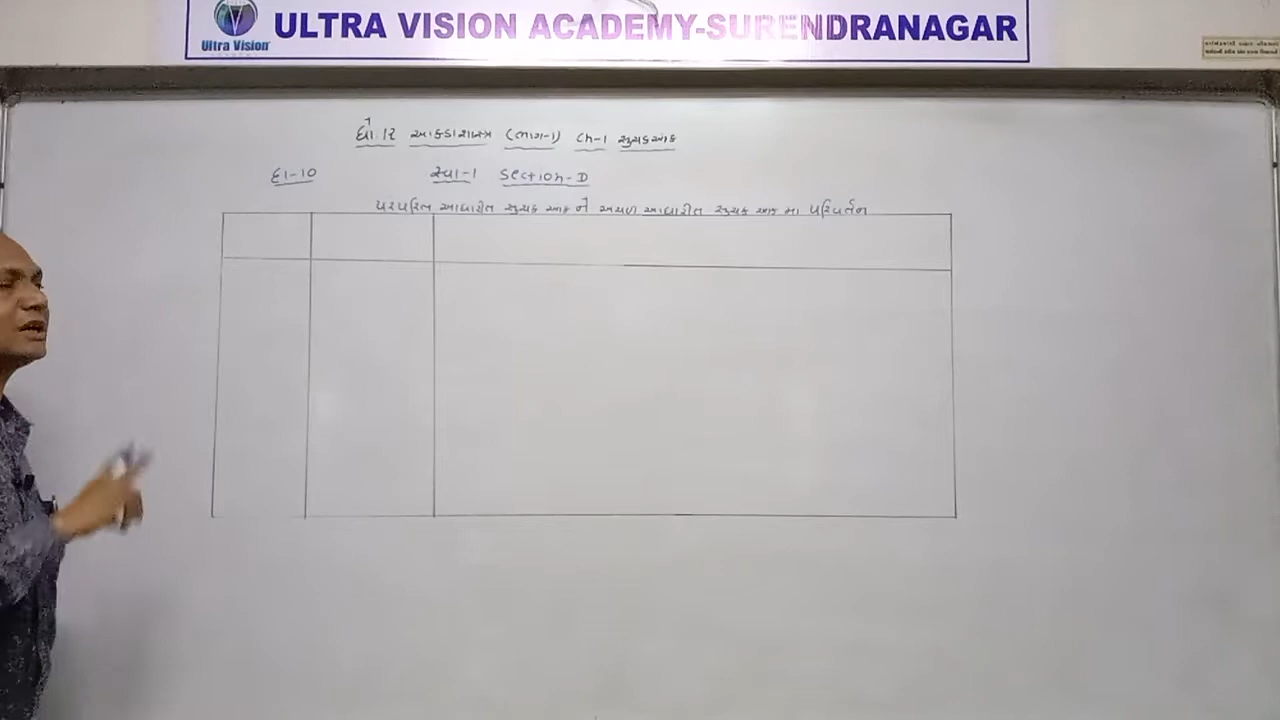 ULTRA VISION ACADEMY-SURENDRANAGAR
Ultra Vision
ધો 12 આંકડાશાસ્ત્ર (ભાગ-1) Ch-1 સુચકઆંક
દા-10 સ્વા-1 Section-D
પરંપરિત આધારીત સુચક આંક ને અચળ આધારીત સુચક આંક માં પરિવર્તન